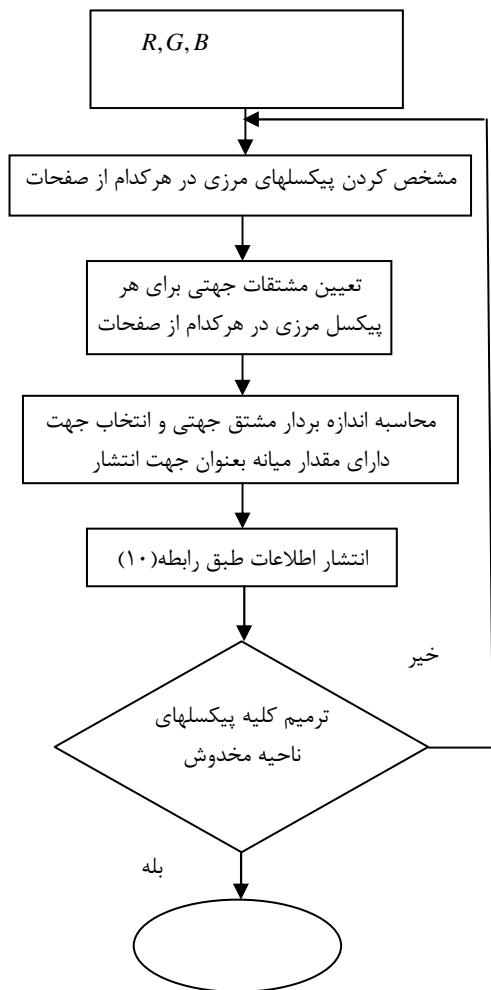 R,G,B
مشخص کردن پیکسلهای مرزی در هرکدام از صفحات
تعیین مشتقات جهتی برای هر
پیکسل مرزی در هرکدام از صفحات
محاسبه اندازه بردار مشتق جهتی و انتخاب جهت
دارای مقدار میانه بعنوان جهت انتشار
انتشار اطلاعات طبق رابطه(۱۰)
خیر
ترمیم کلیه پیکسلهای
ناحیه مخدوش
بله